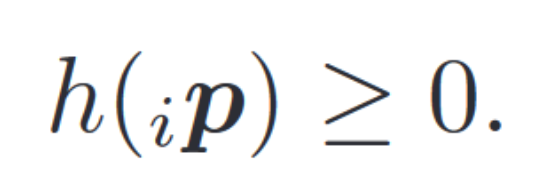 h(ᵢ𝒑) ≥ 0.